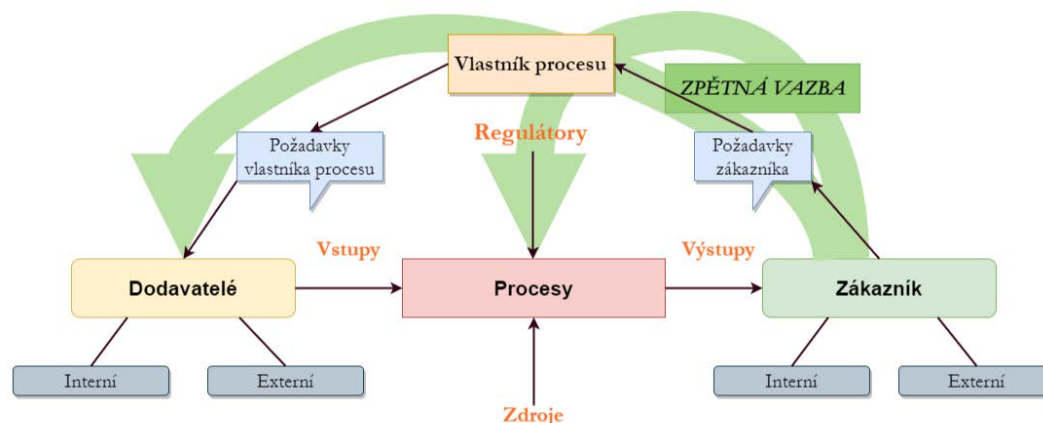 Vlastník procesu
ZPĚTNÁ VAZBA
Regulátory
Požadavky
vlastníka procesu
Požadavky
zákazníka
Vstupy
Výstupy
Dodavatelé
Procesy
Zákazník
Interní
Externí
Interní
Externí
Zdroje